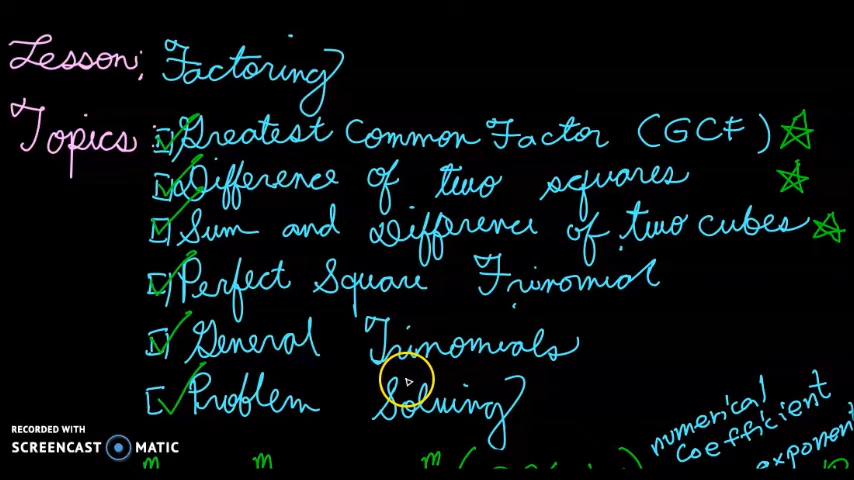 Lesson: Factoring
Topics:
Greatest Common Factor (GCF)
Difference of two squares
Sum and Difference of two cubes
Perfect Square Trinomial
General Trinomials
Problem Solving
numerical
coefficient
exponent
RECORDED WITH
SCREENCAST MATIC
m m m